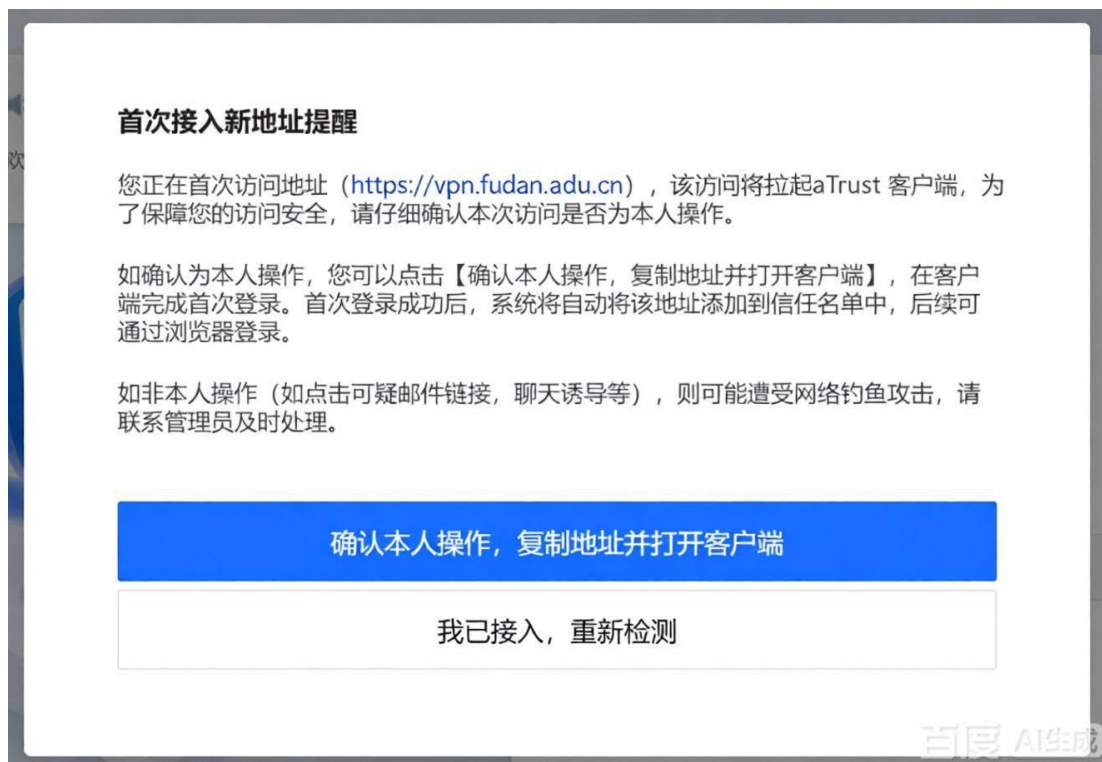 首次接入新地址提醒
欢
您正在首次访问地址（https://vpn.fudan.adu.cn），该访问将拉起aTrust 客户端，为
了保障您的访问安全，请仔细确认本次访问是否为本人操作。
如确认为本人操作，您可以点击【确认本人操作，复制地址并打开客户端】，在客户
端完成首次登录。首次登录成功后，系统将自动将该地址添加到信任名单中，后续可
通过浏览器登录。
如非本人操作（如点击可疑邮件链接，聊天诱导等），则可能遭受网络钓鱼攻击，请
联系管理员及时处理。
确认本人操作，复制地址并打开客户端
我已接入，重新检测
百度 AI生成